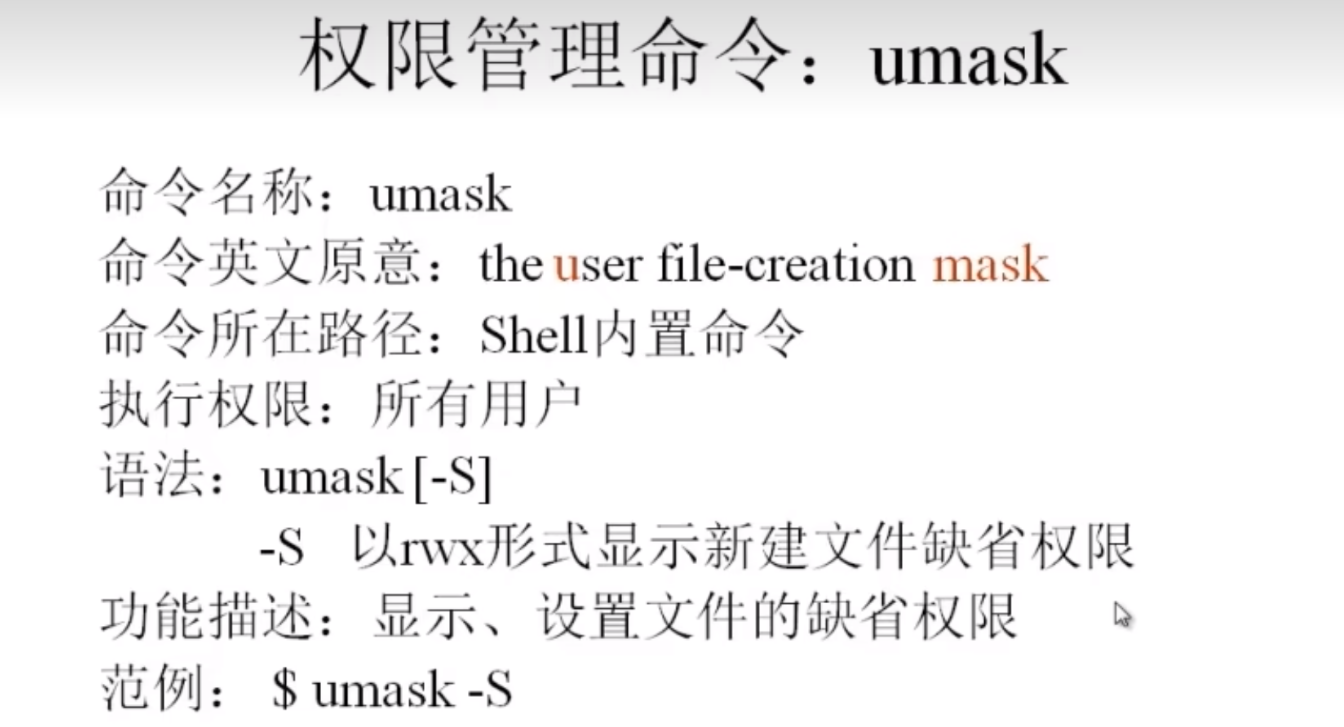 权限管理命令：umask
命令名称：umask
命令英文原意：the user file-creation mask
命令所在路径：Shell内置命令
执行权限：所有用户
语法：umask [-S]
-S 以rwx形式显示新建文件缺省权限
功能描述：显示、设置文件的缺省权限
范例： $ umask -S